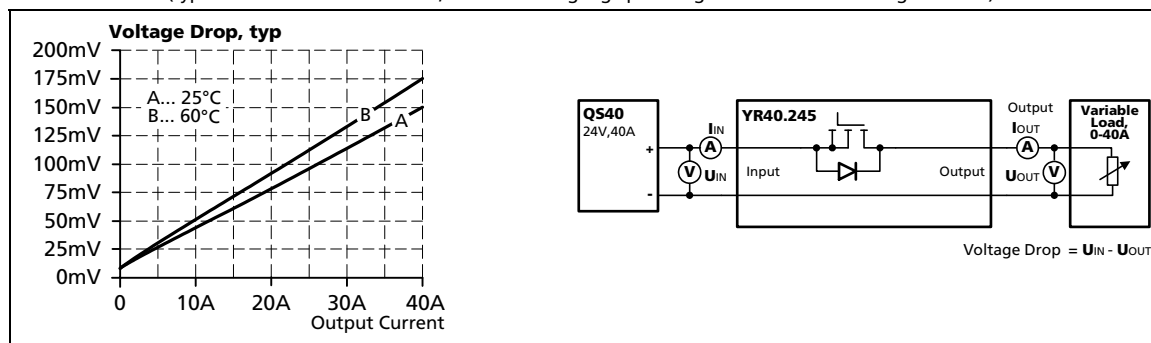 Voltage Drop, typ
200mV
175mV
150mV
125mV
100mV
75mV
50mV
25mV
0mV
A... 25°C
B... 60°C
B
A
0
10A
20A
30A
40A
Output Current
QS40
24V,40A
+
-
IIN
A
V
UIN
YR40.245
Input
Output
Output
IOUT
A
UOUT
V
Variable
Load,
0-40A
Voltage Drop = UIN - UOUT